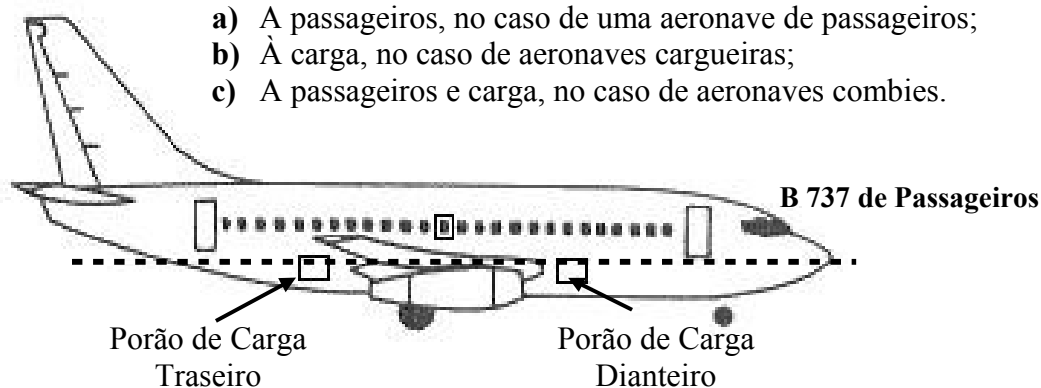 a) A passageiros, no caso de uma aeronave de passageiros;
b) À carga, no caso de aeronaves cargueiras;
c) A passageiros e carga, no caso de aeronaves combies.
B 737 de Passageiros
Porão de Carga
Traseiro
Porão de Carga
Dianteiro